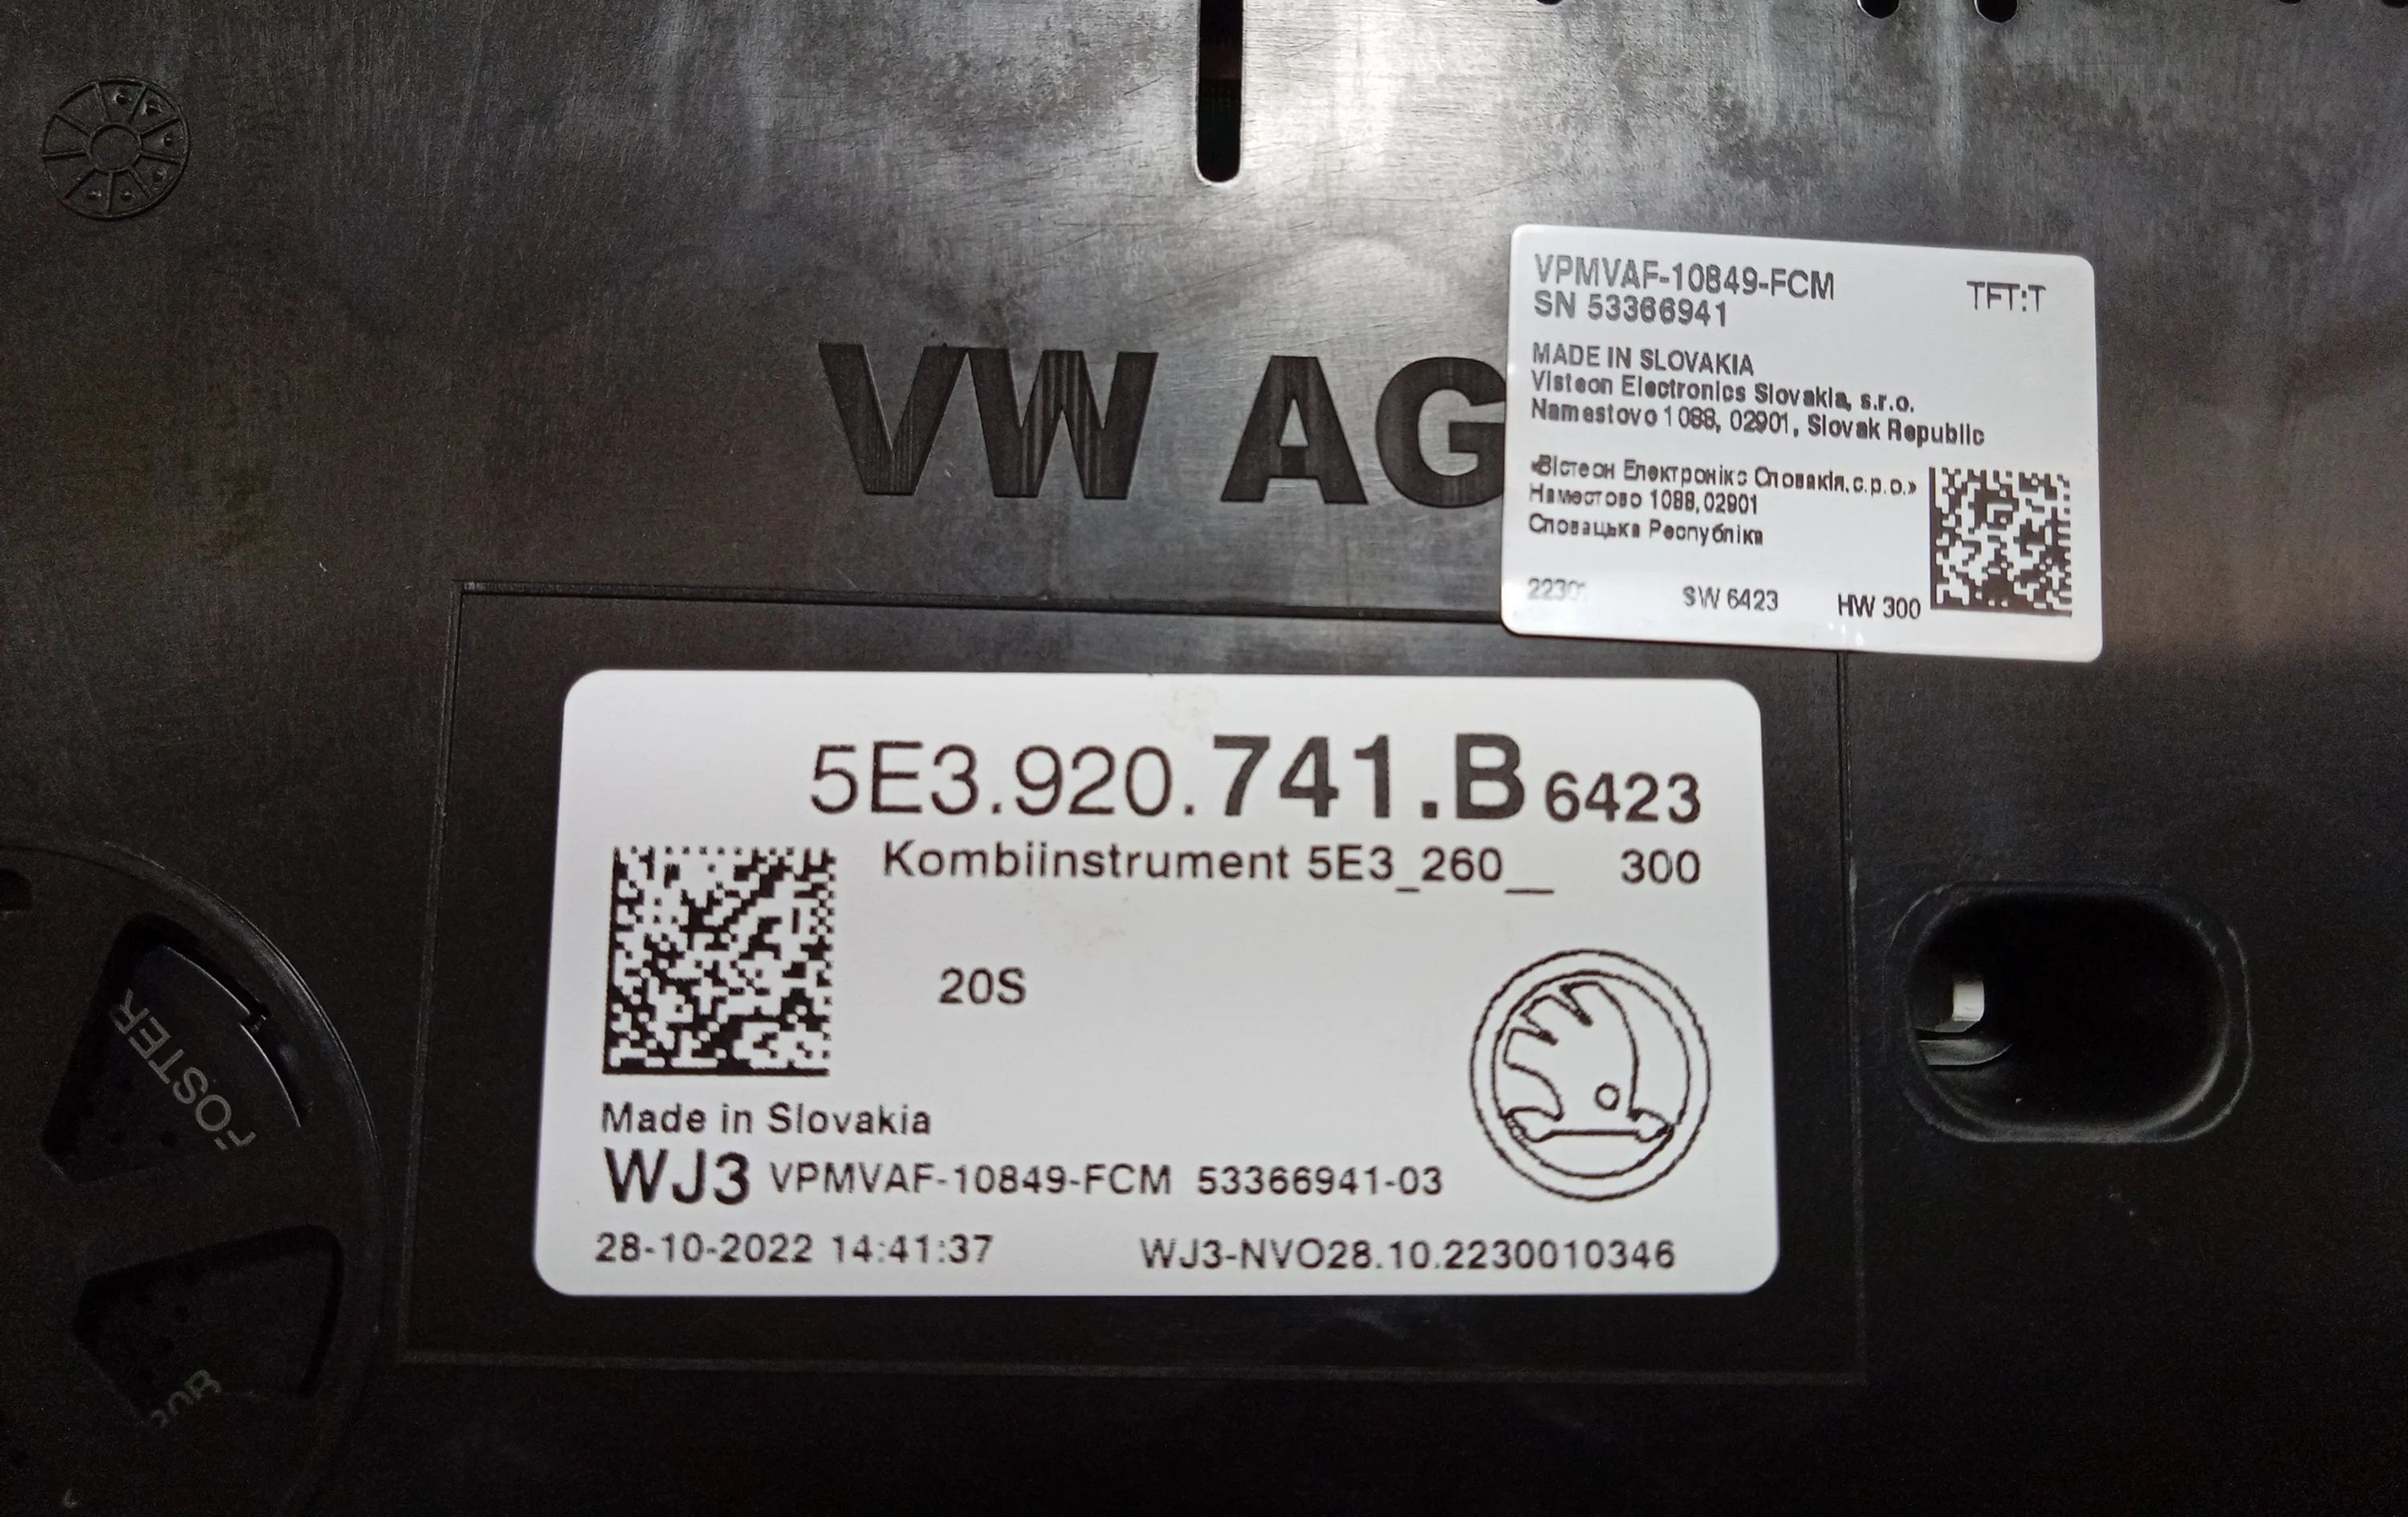 VW AG
VPMVAF-10849-FCM
TFT:T
SN 53366941
MADE IN SLOVAKIA
Visteon Electronics Slovakia, s.r.o.
Namestovo 1088, 02901, Slovak Republic
«Вістеон Електронікс Словакія, с.р.о.»
Наместово 1088,02901
Словацька Республіка
2230
SW 6423
HW 300
5E3.920.741.B 6423
Kombiinstrument 5E3_260__ 300
20S
Made in Slovakia
WJ3 VPMVAF-10849-FCM 53366941-03
28-10-2022 14:41:37 WJ3-NVO28.10.2230010346
FOSTER